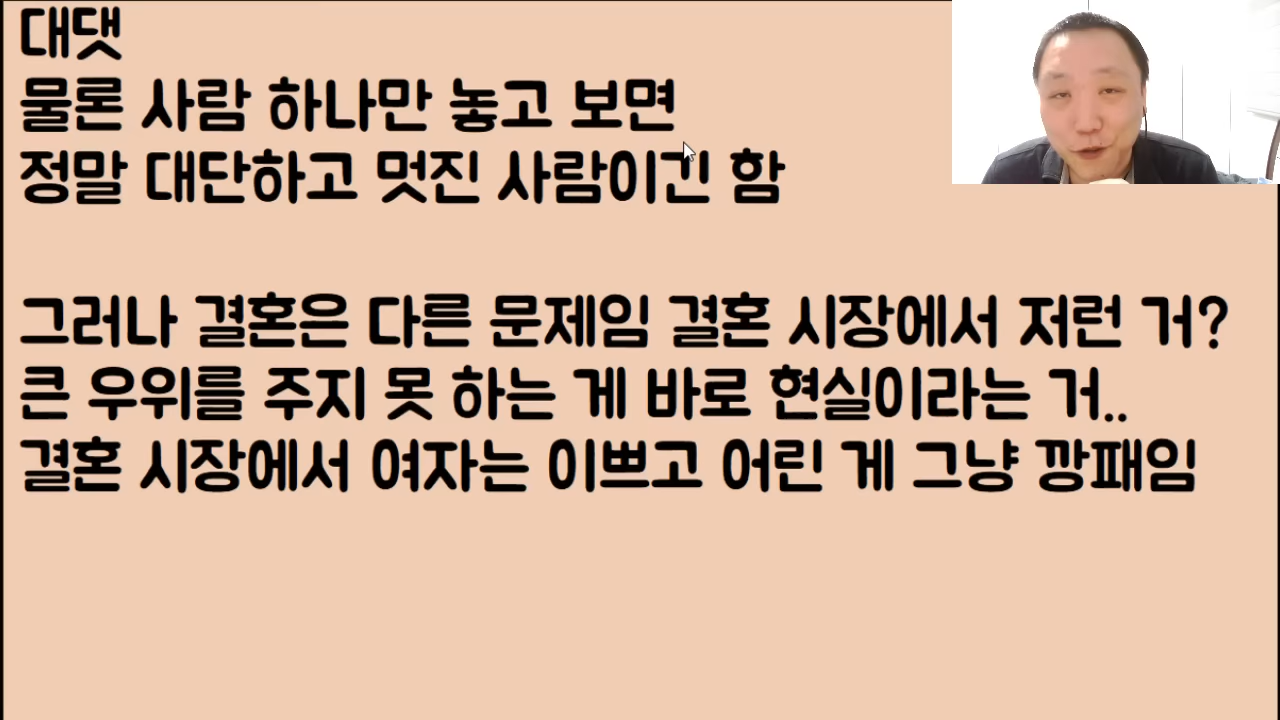 대댓
물론 사람 하나만 놓고 보면
정말 대단하고 멋진 사람이긴 함
그러나 결혼은 다른 문제임 결혼 시장에서 저런 거?
큰 우위를 주지 못 하는 게 바로 현실이라는 거..
결혼 시장에서 여자는 이쁘고 어린 게 그냥 깡패임